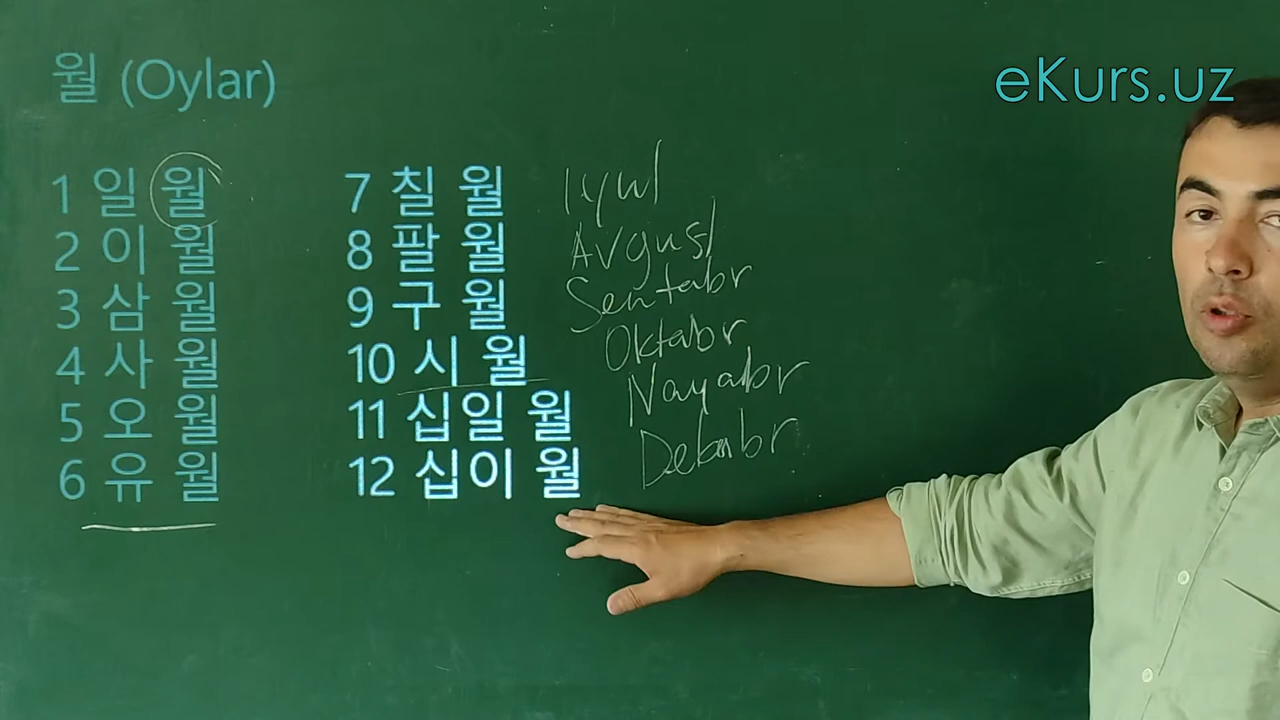 월 (Oylar)
eKurs.uz
1 일 월
2 이 월
3 삼 월
4 사 월
5 오 월
6 유 월
7 칠 월 Iyul
8 팔 월 Avgust
9 구 월 Sentabr
10 시 월 Oktabr
11 십일 월 Nayabr
12 십이 월 Dekabr